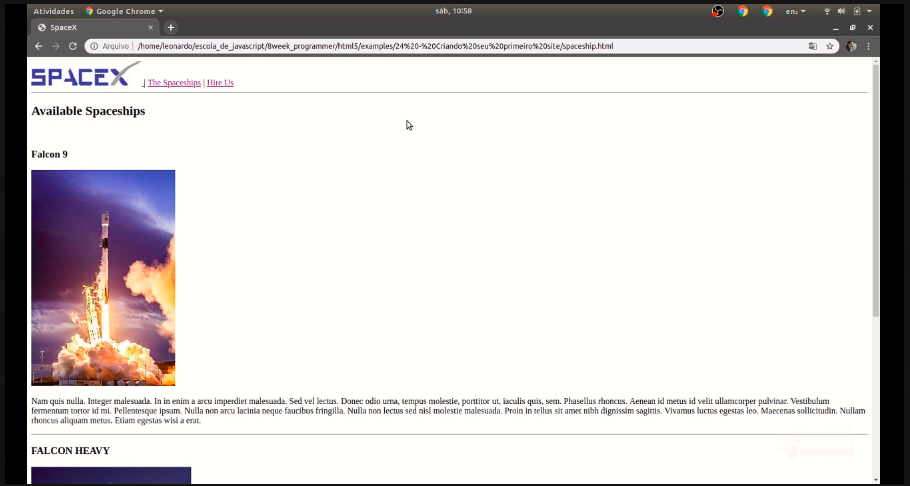 Atividades Google Chrome sáb, 10:58 en₂
SpaceX
Arquivo | /home/leonardo/escola_de_javascript/8week_programmer/html5/examples/24%20-%20Criando%20seu%20primeiro%20site/spaceship.html
SPACEX | The Spaceships | Hire Us
Available Spaceships
Falcon 9
Nam quis nulla. Integer malesuada. In in enim a arcu imperdiet malesuada. Sed vel lectus. Donec odio urna, tempus molestie, porttitor ut, iaculis quis, sem. Phasellus rhoncus. Aenean id metus id velit ullamcorper pulvinar. Vestibulum
fermentum tortor id mi. Pellentesque ipsum. Nulla non arcu lacinia neque faucibus fringilla. Nulla non lectus sed nisl molestie malesuada. Proin in tellus sit amet nibh dignissim sagittis. Vivamus luctus egestas leo. Maecenas sollicitudin. Nullam
rhoncus aliquam metus. Etiam egestas wisi a erat.
FALCON HEAVY